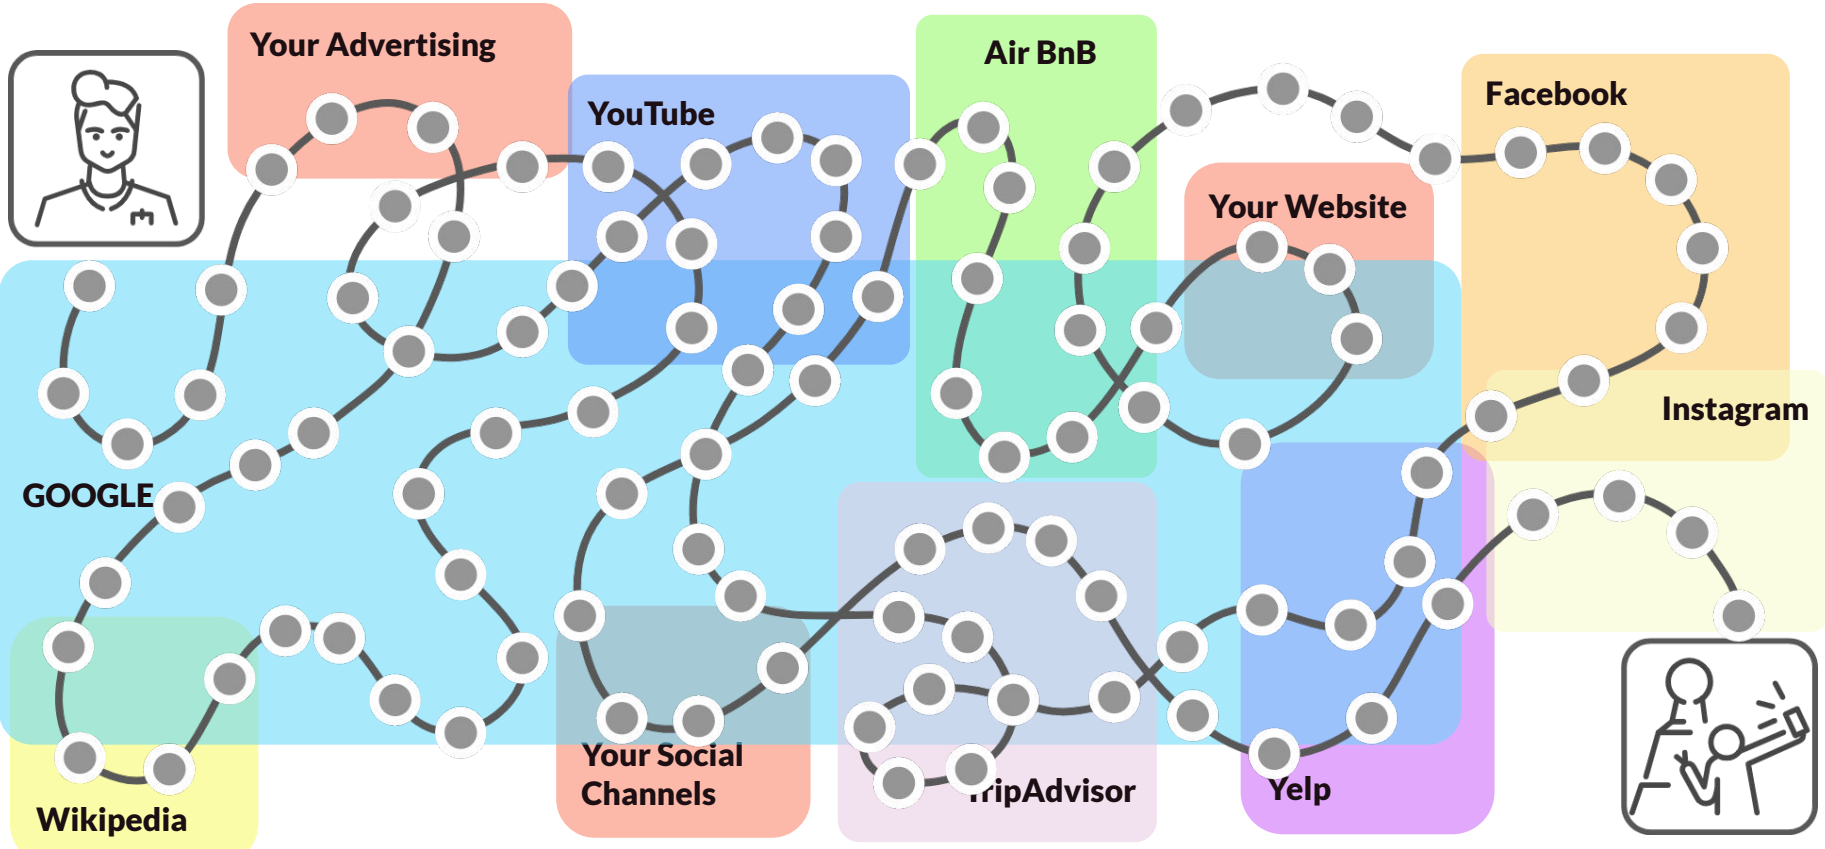 Your Advertising
Air BnB
YouTube
Facebook
Your Website
Instagram
GOOGLE
Your Social
Channels
TripAdvisor
Yelp
Wikipedia